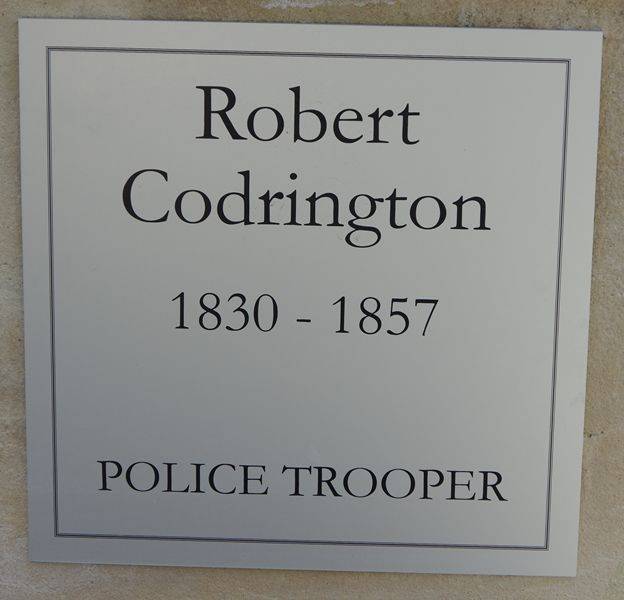 Robert
Codrington
1830 - 1857
POLICE TROOPER